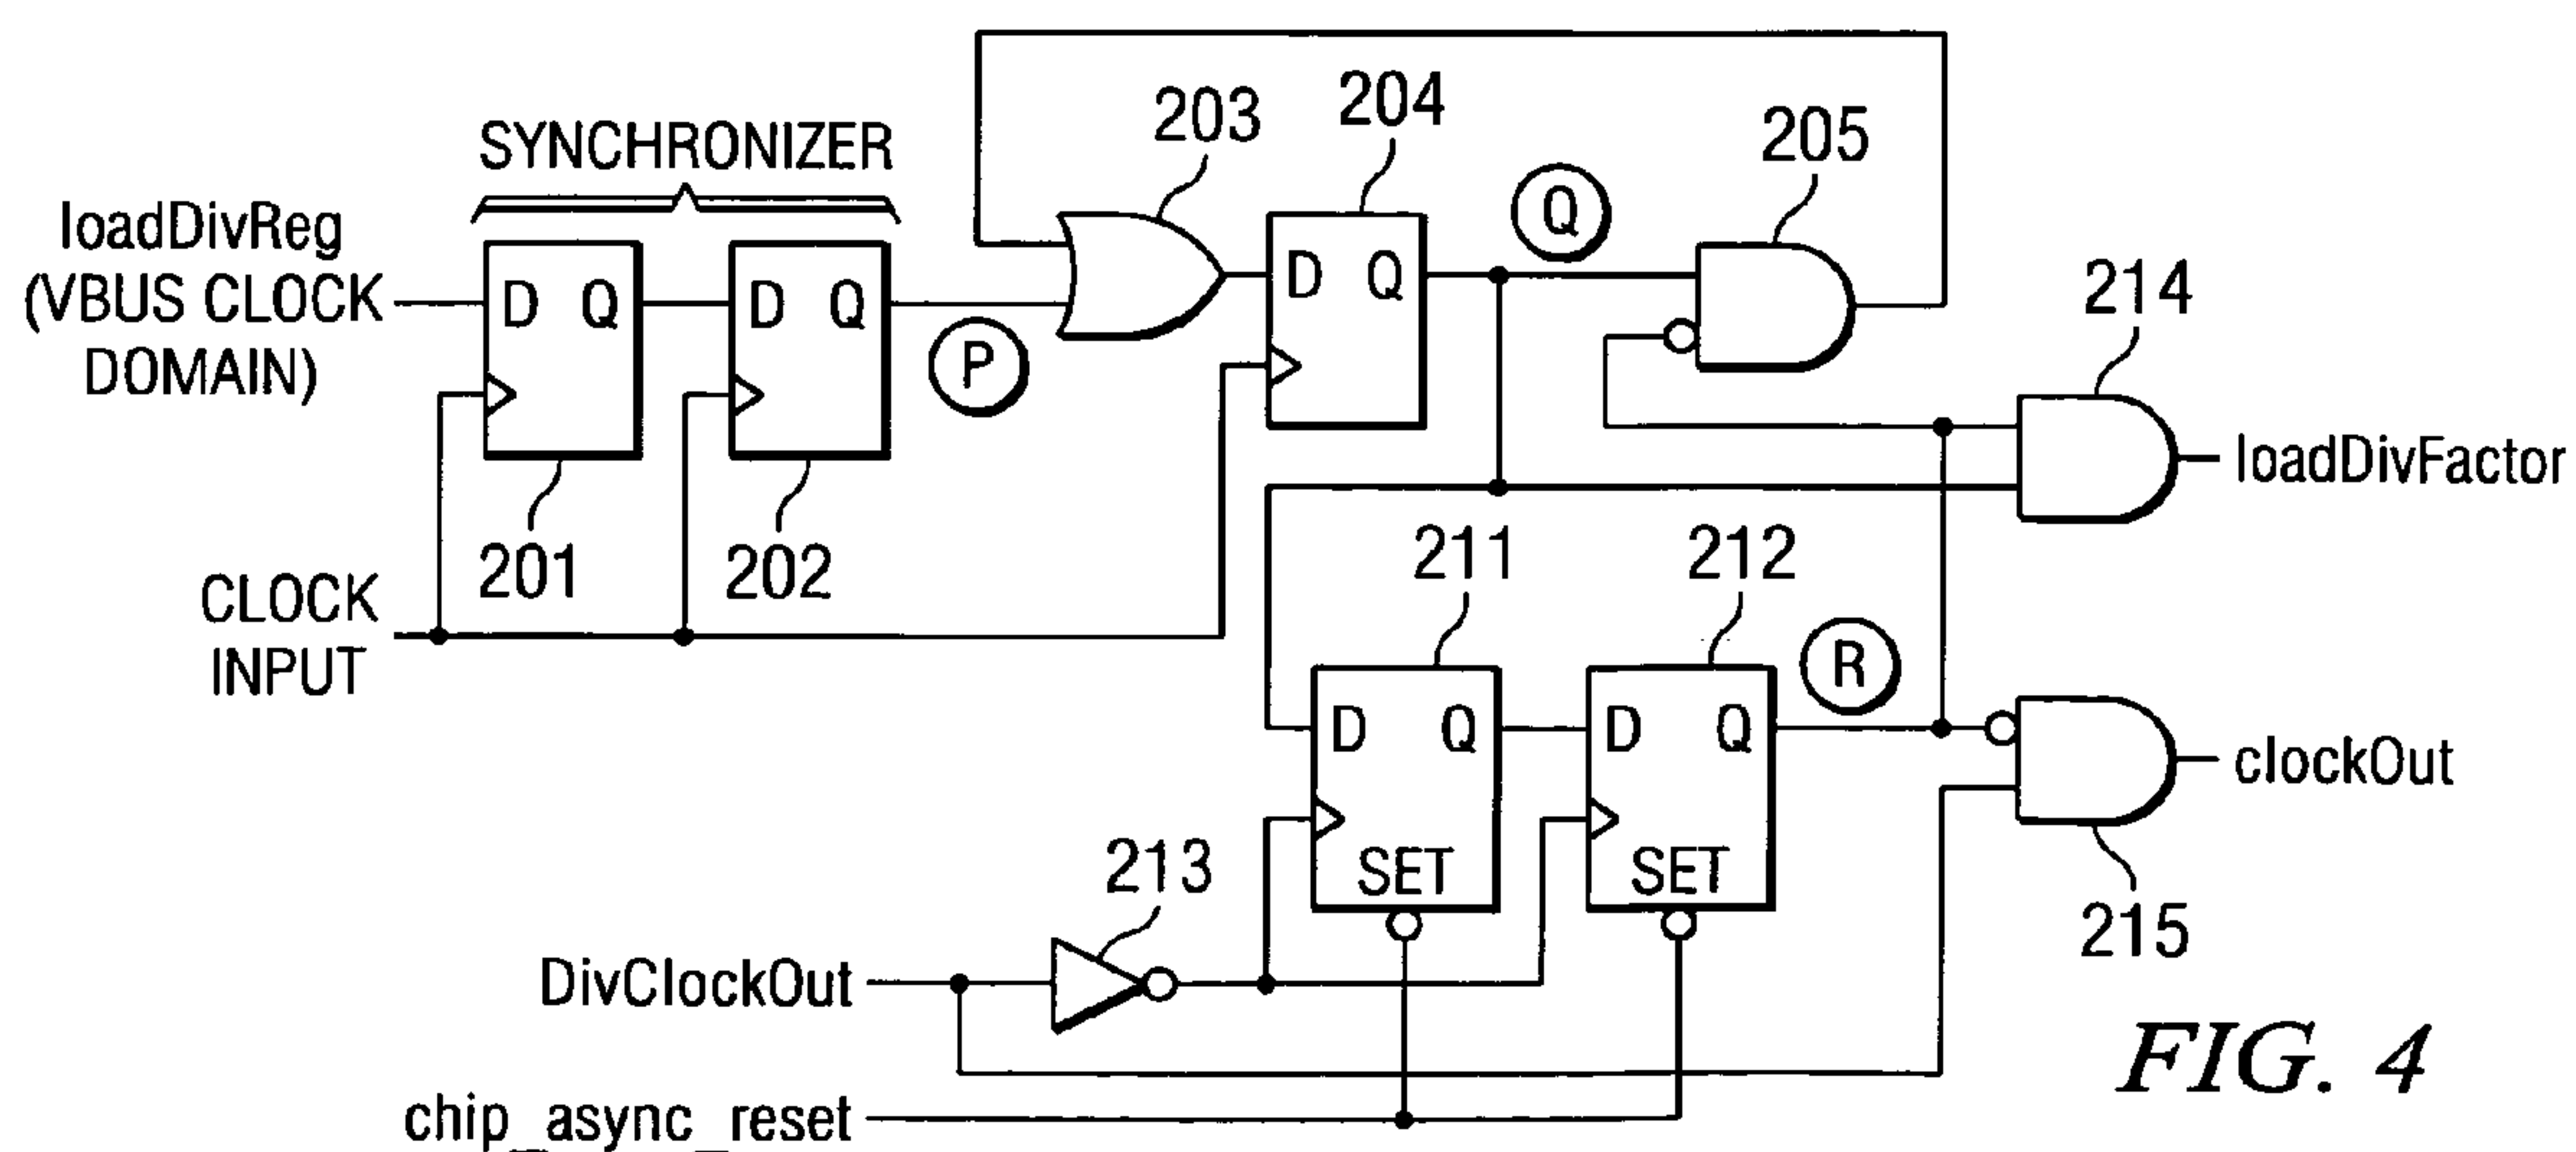 SYNCHRONIZER
203
204
205
loadDivReg
(VBUS CLOCK
DOMAIN)
D Q
D Q
P
D Q
Q
214
loadDivFactor
201
202
CLOCK
INPUT
211
212
R
D Q
SET
D Q
SET
clockOut
215
213
DivClockOut
chip_async_reset
FIG. 4